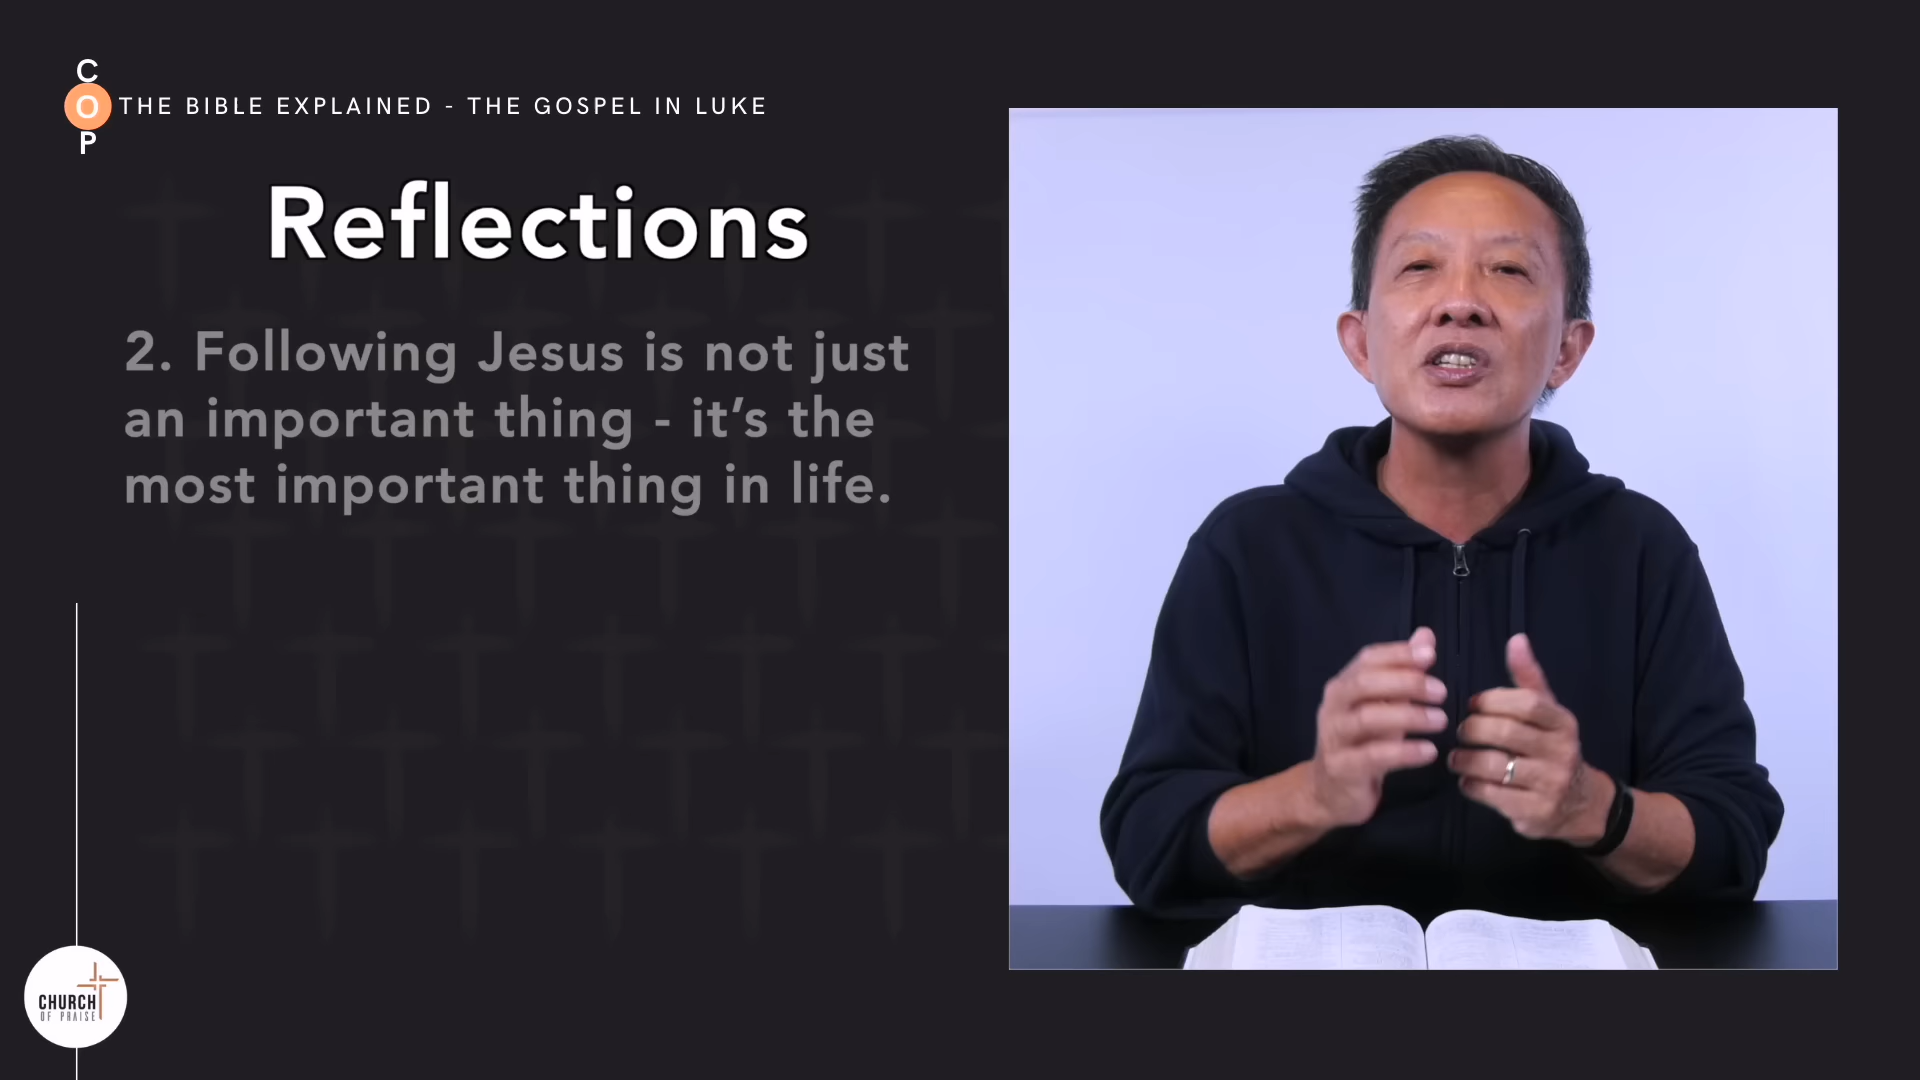 C
O
P
THE BIBLE EXPLAINED - THE GOSPEL IN LUKE
Reflections
2. Following Jesus is not just
an important thing - it's the
most important thing in life.
CHURCH
OF PRAISE